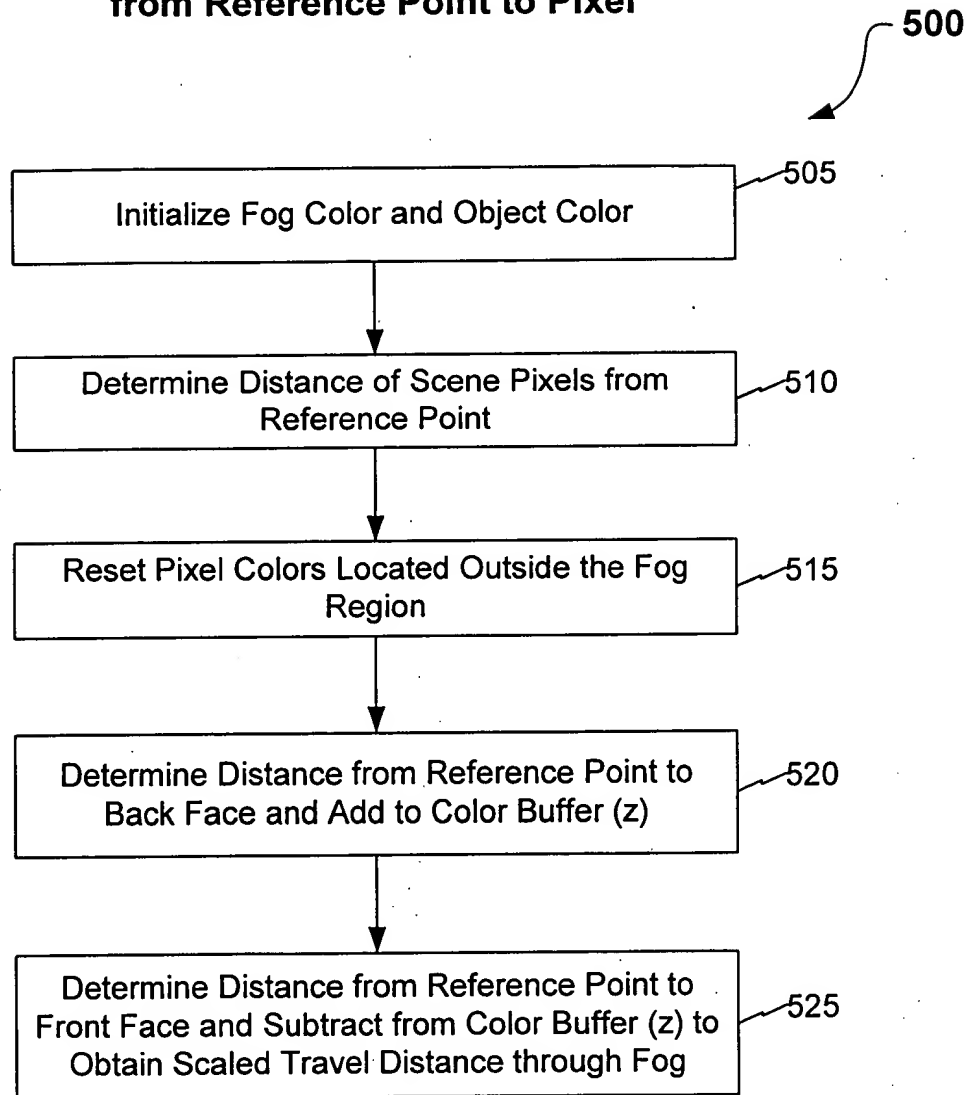 from Reference Point to Pixel
500
505
Initialize Fog Color and Object Color
Determine Distance of Scene Pixels from
Reference Point
510
Reset Pixel Colors Located Outside the Fog
Region
515
Determine Distance from Reference Point to
Back Face and Add to Color Buffer (z)
520
Determine Distance from Reference Point to
Front Face and Subtract from Color Buffer (z) to
Obtain Scaled Travel Distance through Fog
525